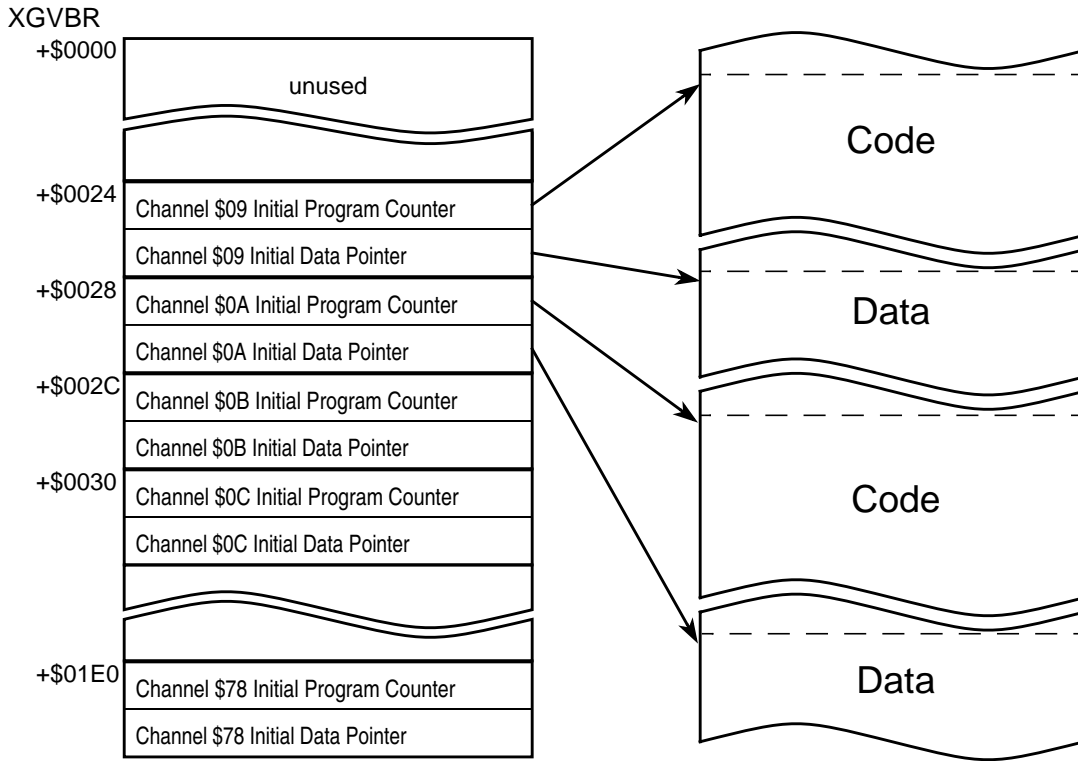 XGVBR
+$0000
unused
+$0024
Channel $09 Initial Program Counter
Channel $09 Initial Data Pointer
+$0028
Channel $0A Initial Program Counter
Channel $0A Initial Data Pointer
+$002C
Channel $0B Initial Program Counter
Channel $0B Initial Data Pointer
+$0030
Channel $0C Initial Program Counter
Channel $0C Initial Data Pointer
+$01E0
Channel $78 Initial Program Counter
Channel $78 Initial Data Pointer
Code
Data
Code
Data